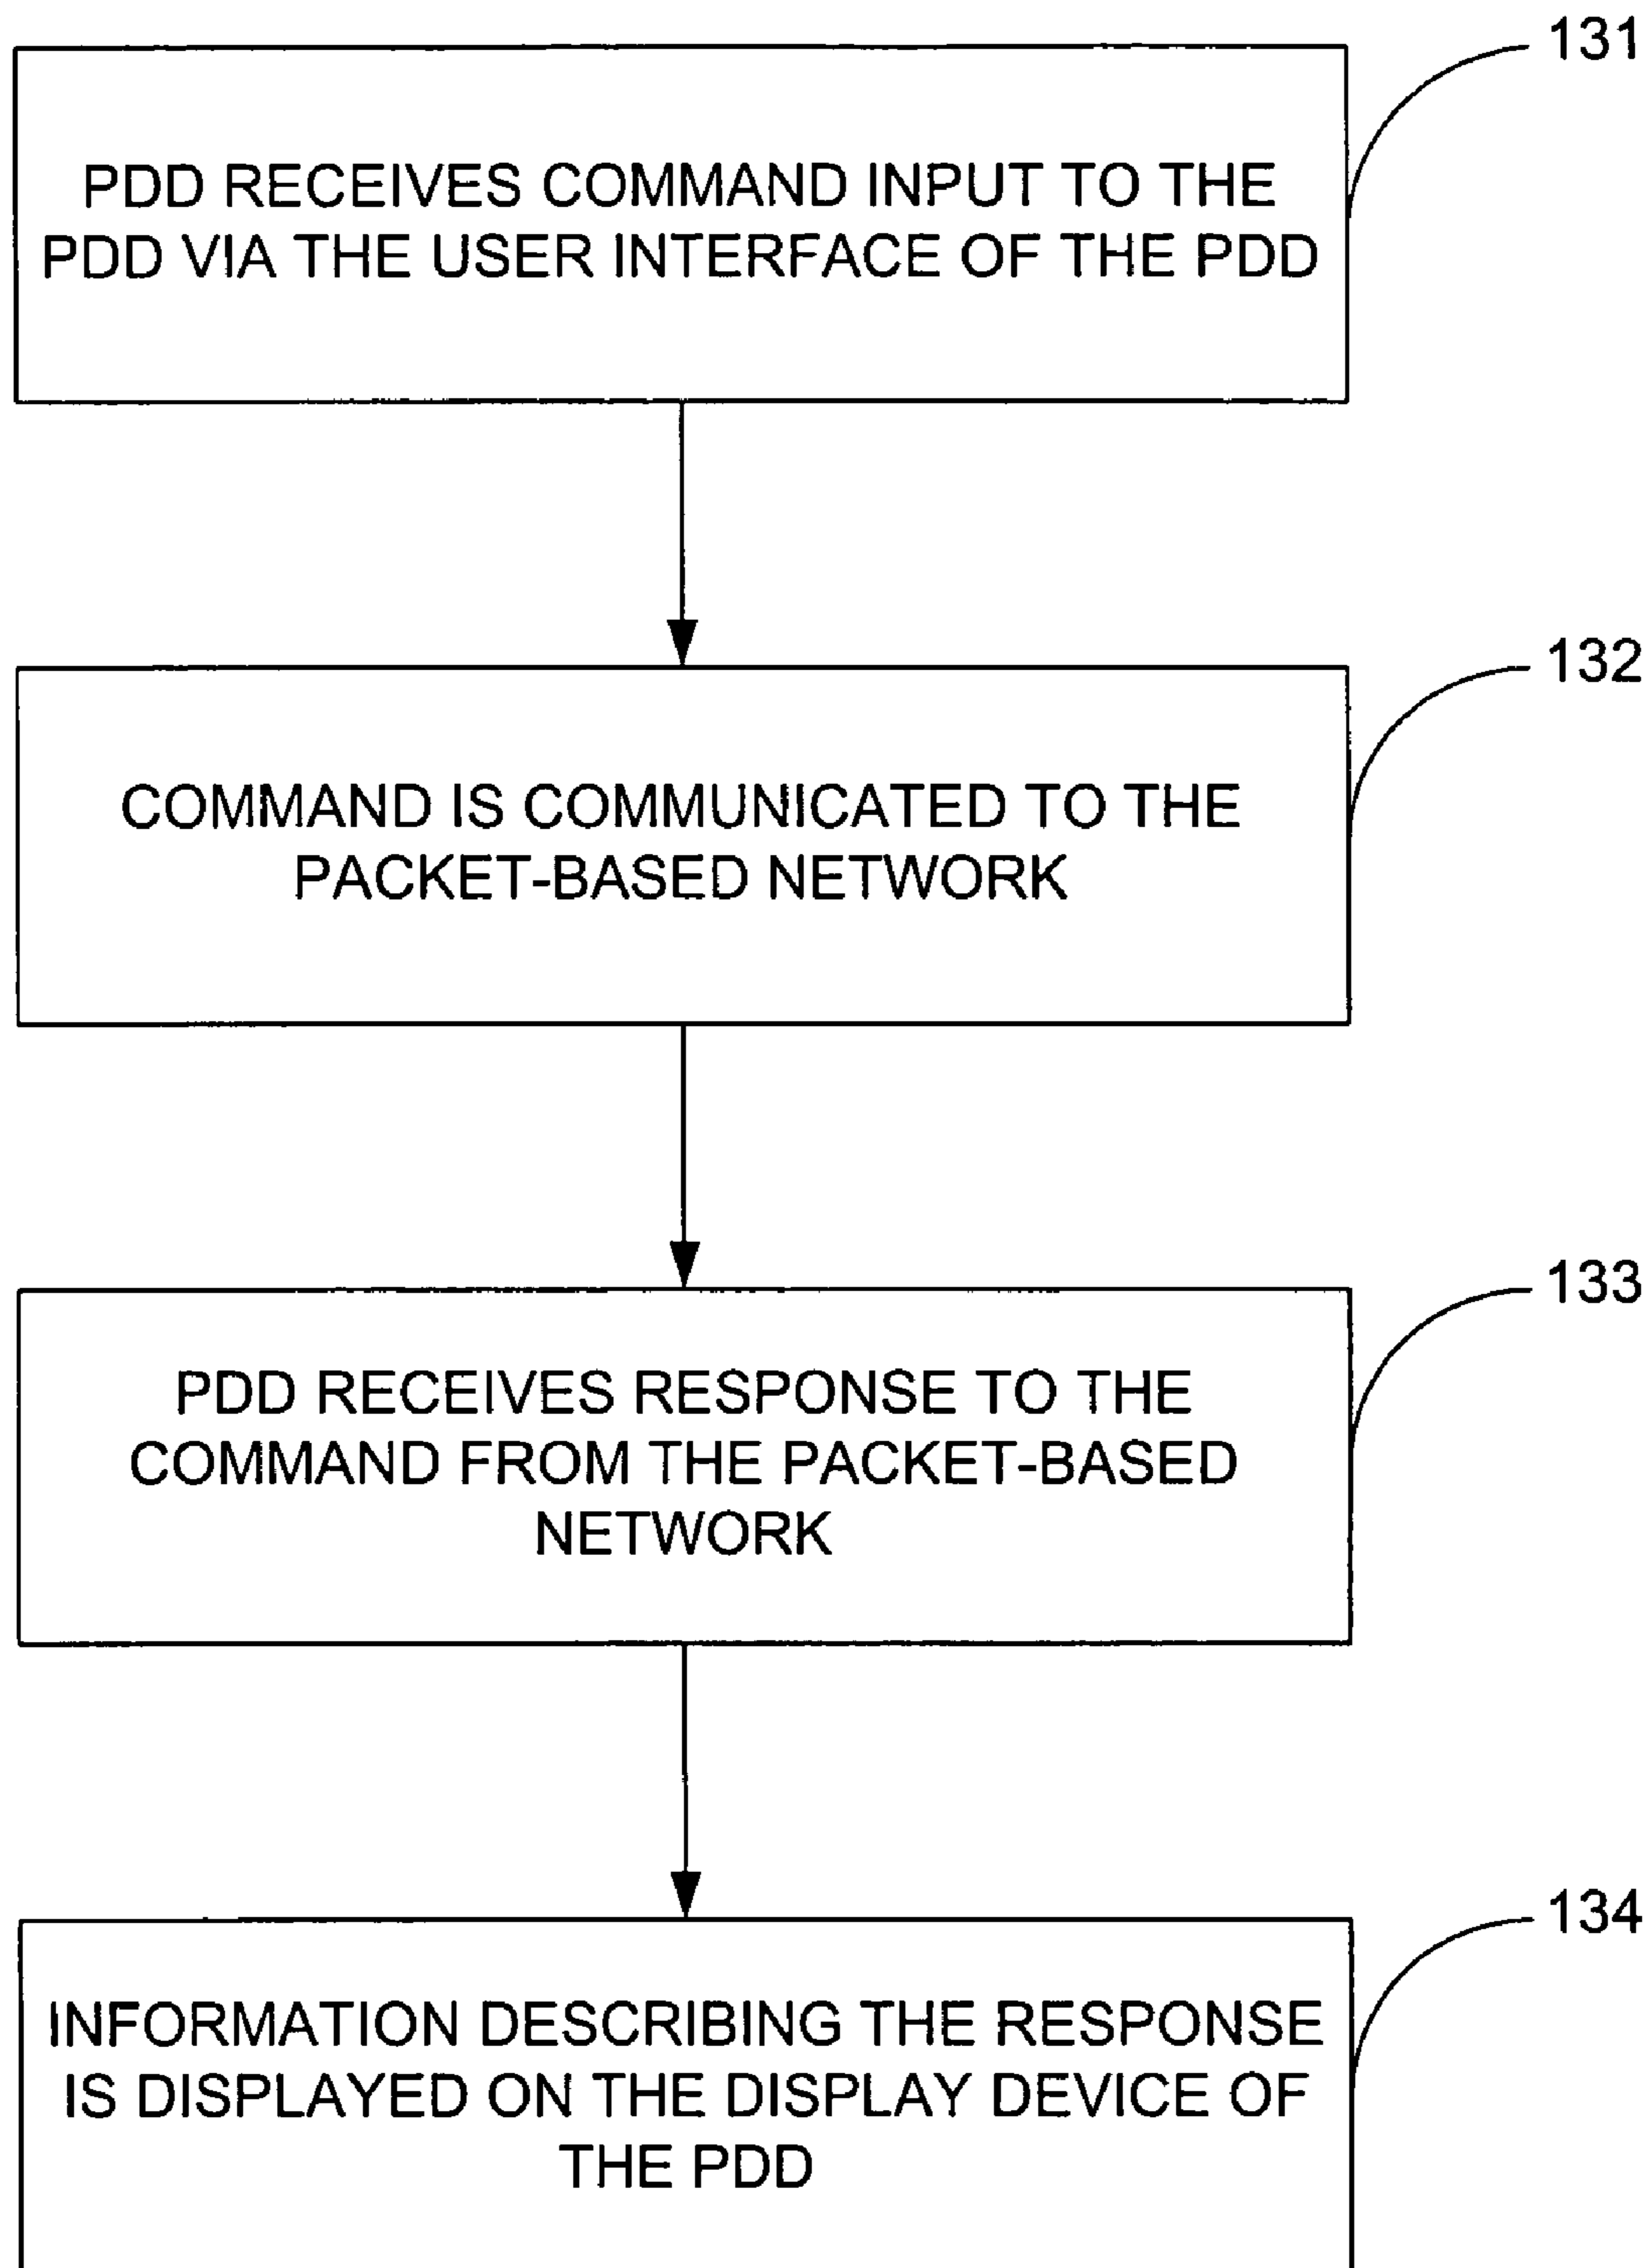 131
PDD RECEIVES COMMAND INPUT TO THE
PDD VIA THE USER INTERFACE OF THE PDD
132
COMMAND IS COMMUNICATED TO THE
PACKET-BASED NETWORK
133
PDD RECEIVES RESPONSE TO THE
COMMAND FROM THE PACKET-BASED
NETWORK
134
INFORMATION DESCRIBING THE RESPONSE
IS DISPLAYED ON THE DISPLAY DEVICE OF
THE PDD